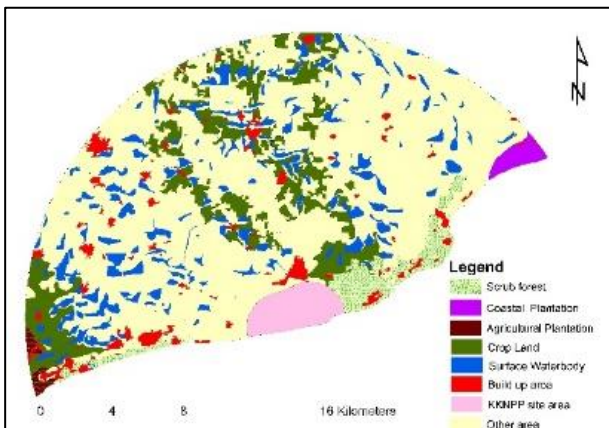 N
Legend
Scrub forest
Coastal Plantation
Agricultural Plantation
Crop Land
Surface Waterbody
Build up area
KKNPP site area
Other area
0 4 8 16 Kilometers